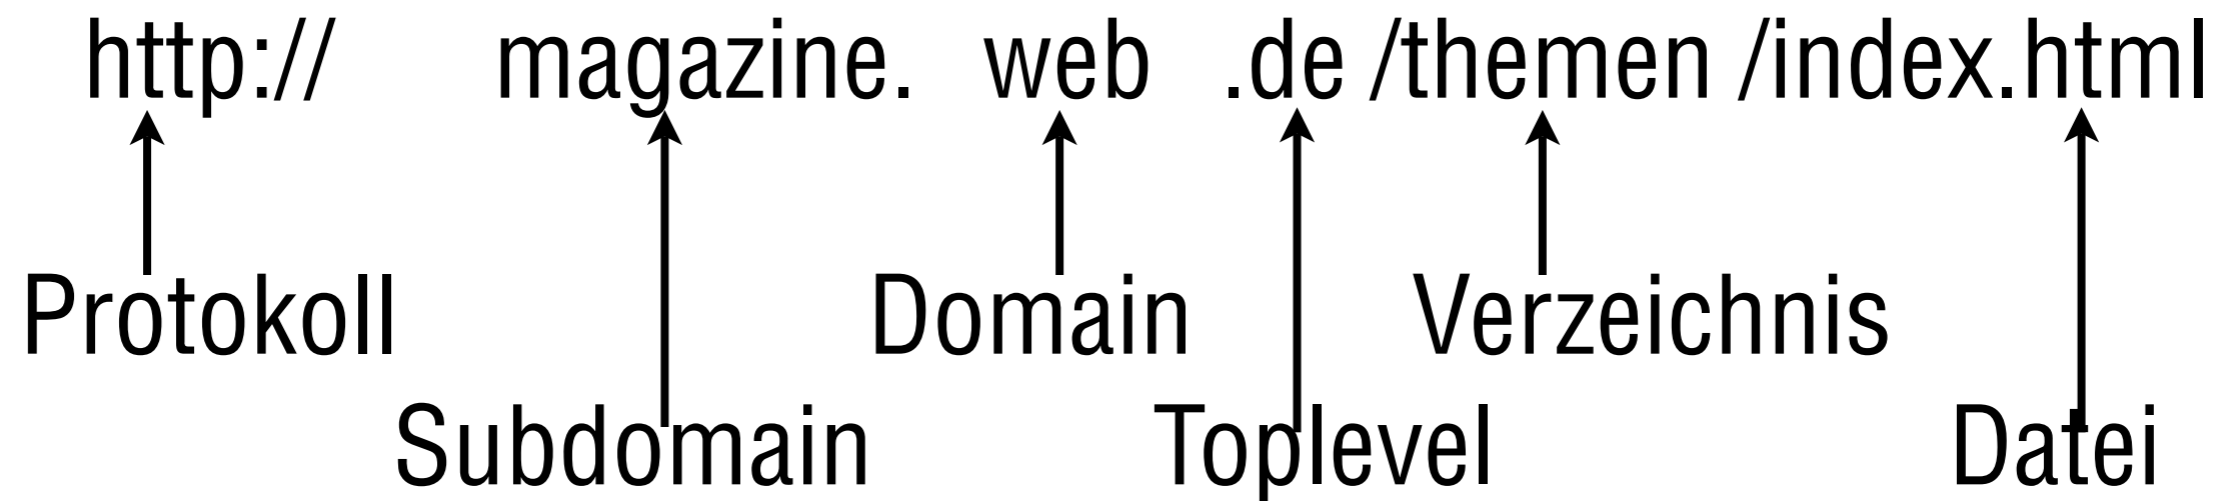 http:// magazine. web .de /themen /index.html
Protokoll Domain Verzeichnis
Subdomain Toplevel Datei